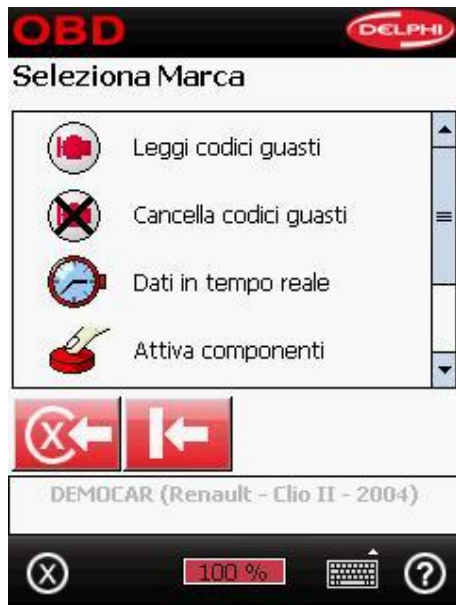 OBD
DELPHI
Seleziona Marca
Leggi codici guasti
Cancella codici guasti
Dati in tempo reale
Attiva componenti
X
DEMOCAR (Renault - Clio II - 2004)
X
100 %
?